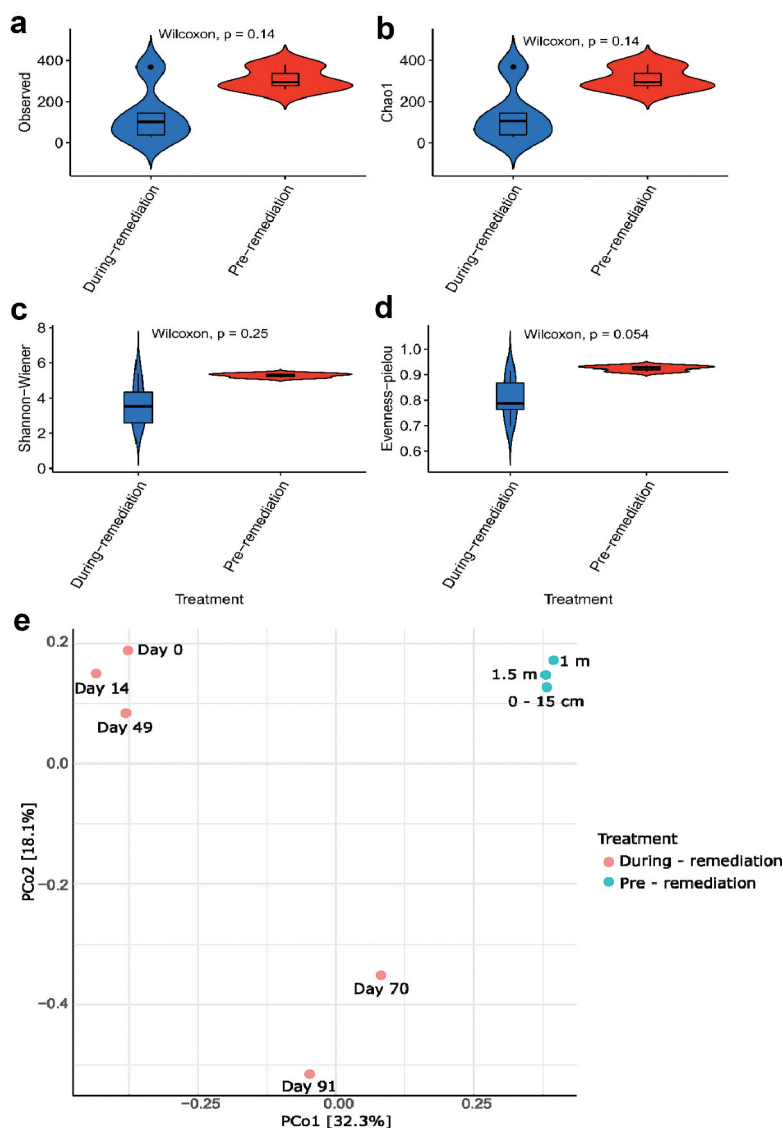 a
Wilcoxon, p = 0.14
Observed
400
200
0
During−remediation
Pre−remediation
b
Wilcoxon, p = 0.14
Chao1
400
200
0
During−remediation
Pre−remediation
c
Wilcoxon, p = 0.25
Shannon−Wiener
8
6
4
2
0
During−remediation
Pre−remediation
Treatment
d
Wilcoxon, p = 0.054
Evenness−pielou
1.0
0.9
0.8
0.7
0.6
During−remediation
Pre−remediation
Treatment
e
PCo2 [18.1%]
0.2
0.0
−0.2
−0.4
Day 0
Day 14
Day 49
1 m
1.5 m
0 - 15 cm
Day 70
Day 91
−0.25
0.00
0.25
PCo1 [32.3%]
Treatment
During - remediation
Pre - remediation